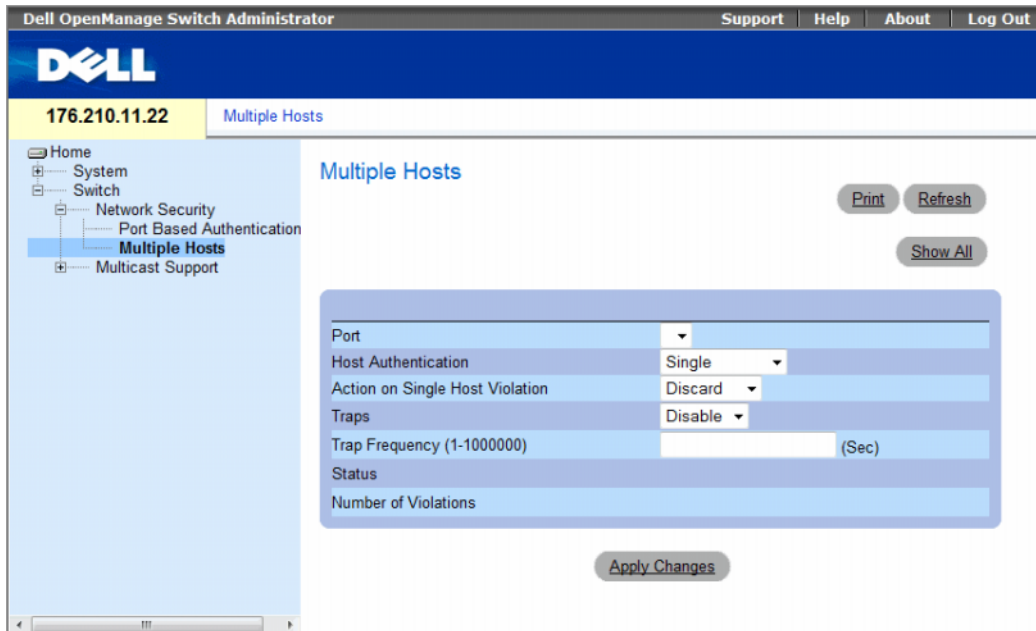 Dell OpenManage Switch Administrator Support Help About Log Out
DELL
176.210.11.22 Multiple Hosts
Home
System
Switch
Network Security
Port Based Authentication
Multiple Hosts
Multicast Support
Multiple Hosts
Print Refresh
Show All
Port
Host Authentication Single
Action on Single Host Violation Discard
Traps Disable
Trap Frequency (1-1000000) (Sec)
Status
Number of Violations
Apply Changes